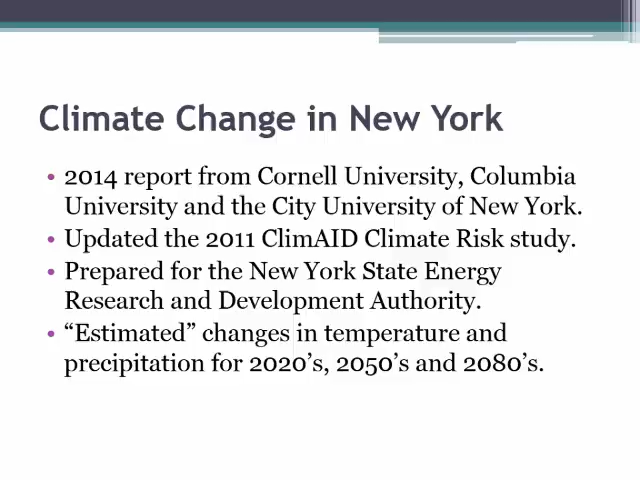 Climate Change in New York
• 2014 report from Cornell University, Columbia
University and the City University of New York.
• Updated the 2011 ClimAID Climate Risk study.
• Prepared for the New York State Energy
Research and Development Authority.
• “Estimated” changes in temperature and
precipitation for 2020’s, 2050’s and 2080’s.